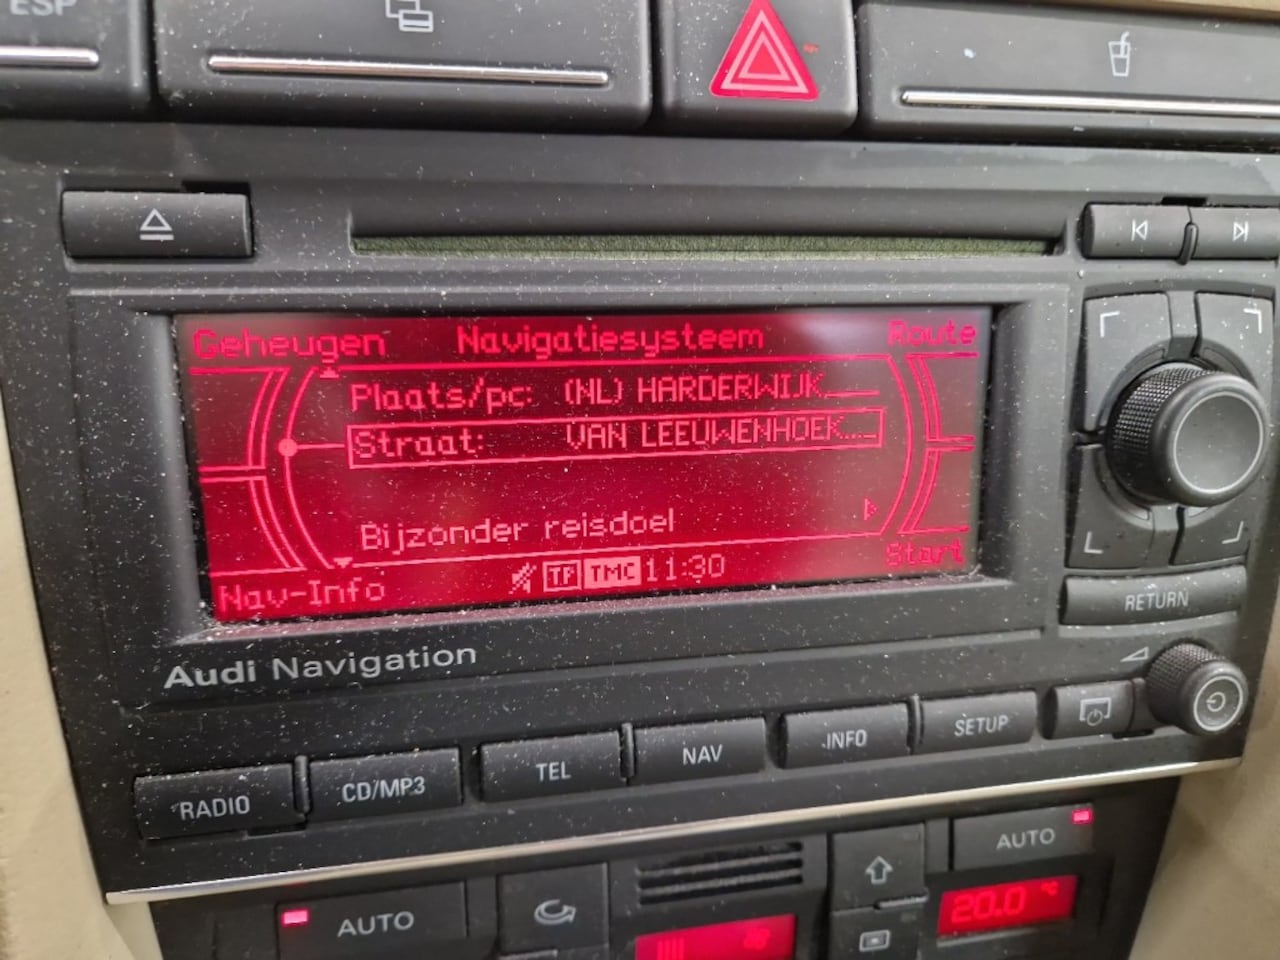 ESP
Geheugen Navigatiesysteem Route
Plaats/pc: (NL) HARDERWIJK
Straat: VAN LEEUWENHOEK...
Bijzonder reisdoel
Nav-Info TP TMC 11:30 Start
RETURN
Audi Navigation
RADIO CD/MP3 TEL NAV INFO SETUP
AUTO AUTO
20.0 °C